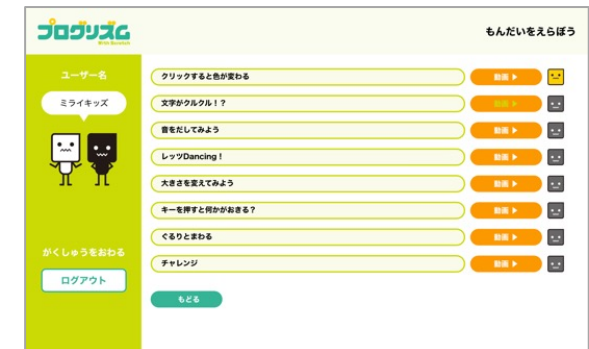 プログリズム
With Scratch
もんだいをえらぼう
ユーザー名
ミライキッズ
がくしゅうをおわる
ログアウト
クリックすると色が変わる
動画
文字がクルクル！？
動画
音をだしてみよう
動画
レッツDancing！
動画
大きさを変えてみよう
動画
キーを押すと何かがおきる？
動画
ぐるりとまわる
動画
チャレンジ
動画
もどる